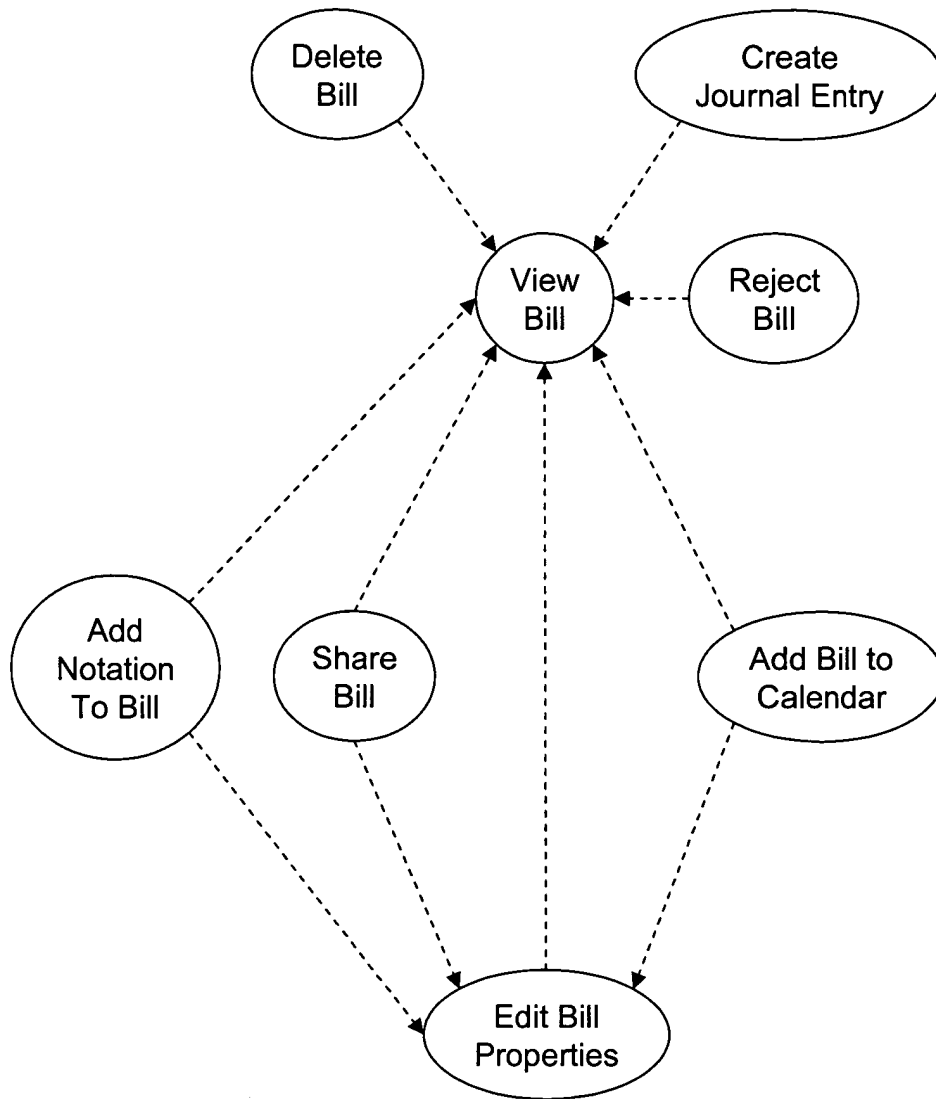 Delete
Bill
Create
Journal Entry
View
Bill
Reject
Bill
Add
Notation
To Bill
Share
Bill
Add Bill to
Calendar
Edit Bill
Properties